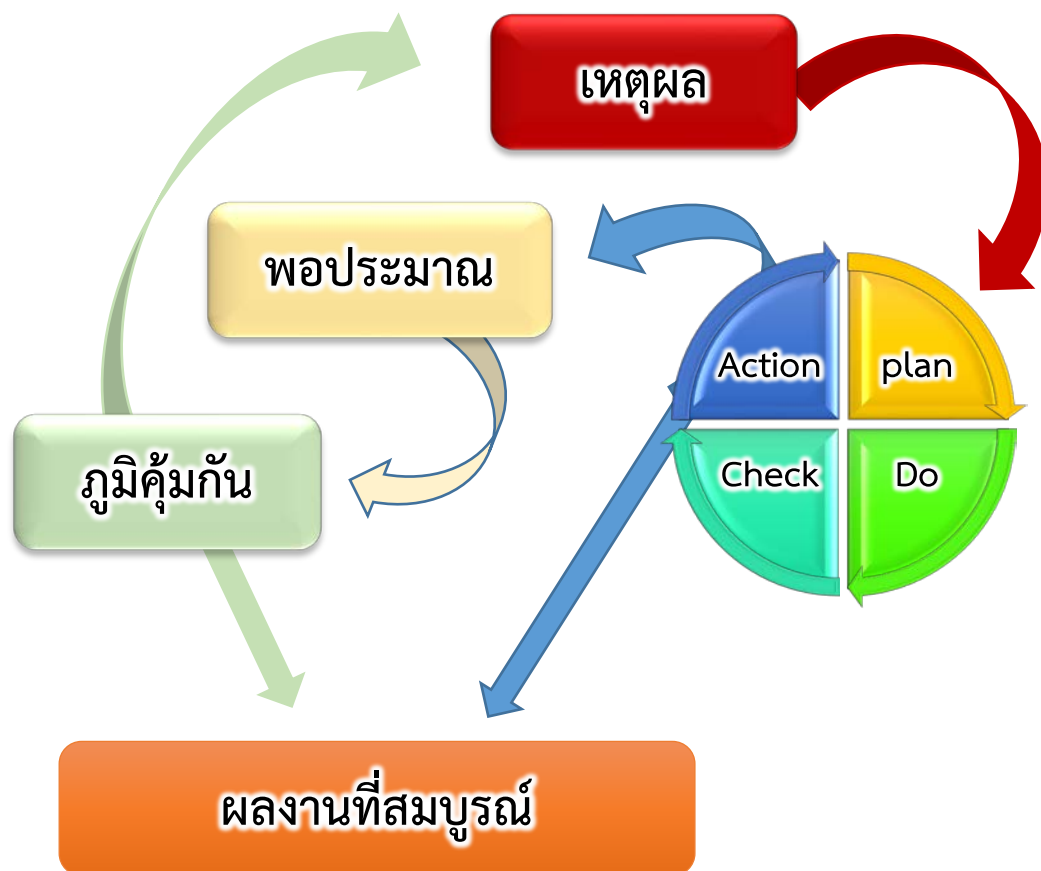 เหตุผล
พอประมาณ
Action
plan
ภูมิคุ้มกัน
Check
Do
ผลงานที่สมบูรณ์